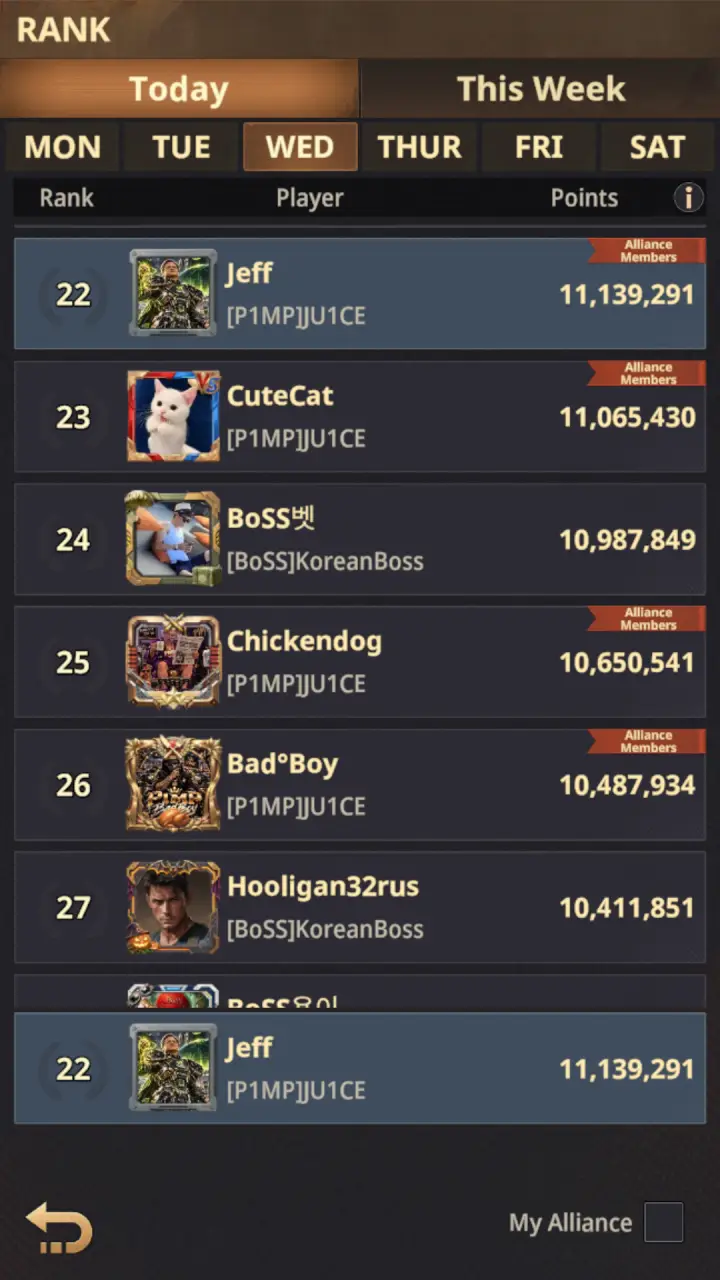 RANK
Today
This Week
MON
TUE
WED
THUR
FRI
SAT
Rank
Player
Points
Alliance
Members
22
Jeff
[P1MP]JU1CE
11,139,291
Alliance
Members
23
CuteCat
[P1MP]JU1CE
11,065,430
24
BoSS벳
[BoSS]KoreanBoss
10,987,849
Alliance
Members
25
Chickendog
[P1MP]JU1CE
10,650,541
Alliance
Members
26
Bad°Boy
[P1MP]JU1CE
10,487,934
PIMP
27
Hooligan32rus
[BoSS]KoreanBoss
10,411,851
22
Jeff
[P1MP]JU1CE
11,139,291
My Alliance